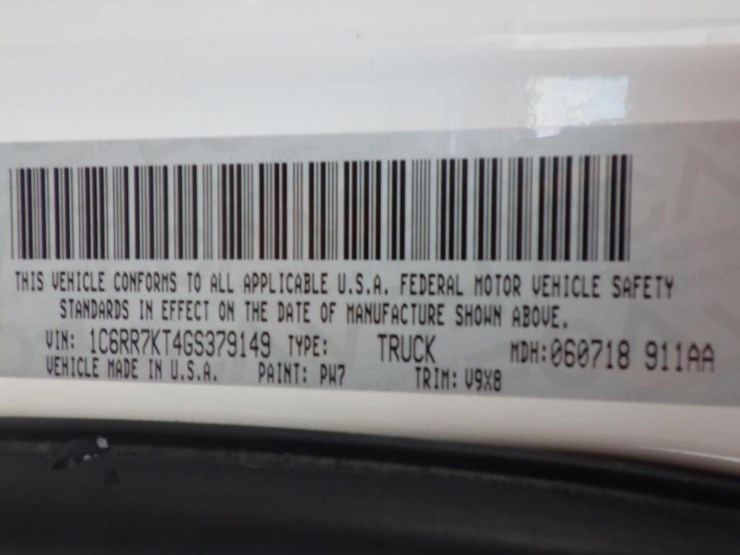 THIS VEHICLE CONFORMS TO ALL APPLICABLE U.S.A. FEDERAL MOTOR VEHICLE SAFETY
STANDARDS IN EFFECT ON THE DATE OF MANUFACTURE SHOWN ABOVE.
VIN: 1C6RR7KT4GS379149 TYPE: TRUCK MDH:060718 911AA
VEHICLE MADE IN U.S.A. PAINT: PW7 TRIM: V9X8